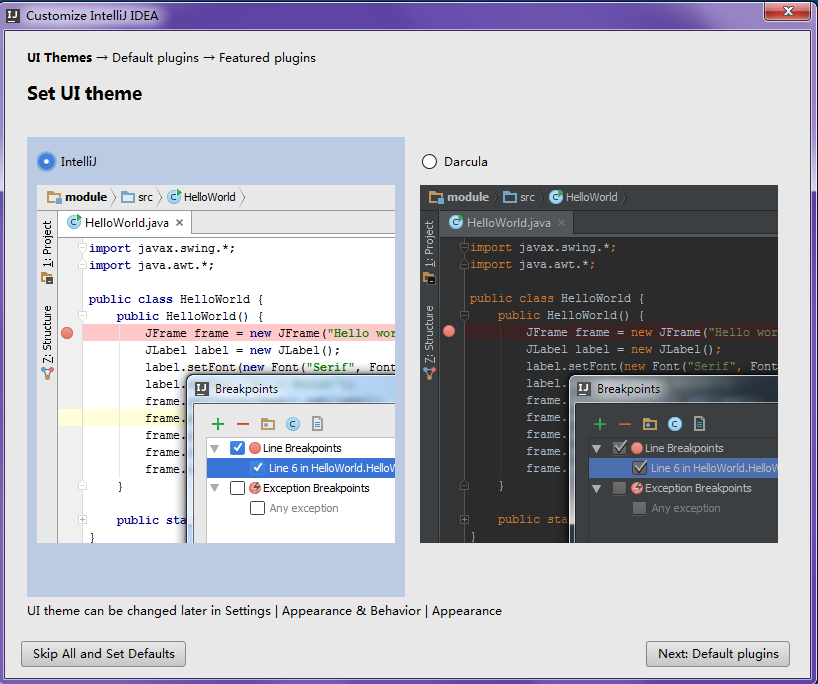 Customize IntelliJ IDEA
UI Themes → Default plugins → Featured plugins
Set UI theme
IntelliJ
module src HelloWorld
HelloWorld.java
1: Project
7: Structure
import javax.swing.*;
import java.awt.*;
public class HelloWorld {
public HelloWorld() {
JFrame frame = new JFrame("Hello wor
JLabel label = new JLabel();
label.setFont(new Font("Serif", Font
label.
frame.
frame.
frame.
frame.
frame.
}
public sta
}
Breakpoints
Line Breakpoints
Line 6 in HelloWorld.HelloW
Exception Breakpoints
Any exception
Darcula
module src HelloWorld
HelloWorld.java
1: Project
7: Structure
import javax.swing.*;
import java.awt.*;
public class HelloWorld {
public HelloWorld() {
JFrame frame = new JFrame("Hello wor
JLabel label = new JLabel();
label.setFont(new Font("Serif", Font
label.
frame.
frame.
frame.
frame.
frame.
}
public sta
}
Breakpoints
Line Breakpoints
Line 6 in HelloWorld.HelloW
Exception Breakpoints
Any exception
UI theme can be changed later in Settings | Appearance & Behavior | Appearance
Skip All and Set Defaults
Next: Default plugins